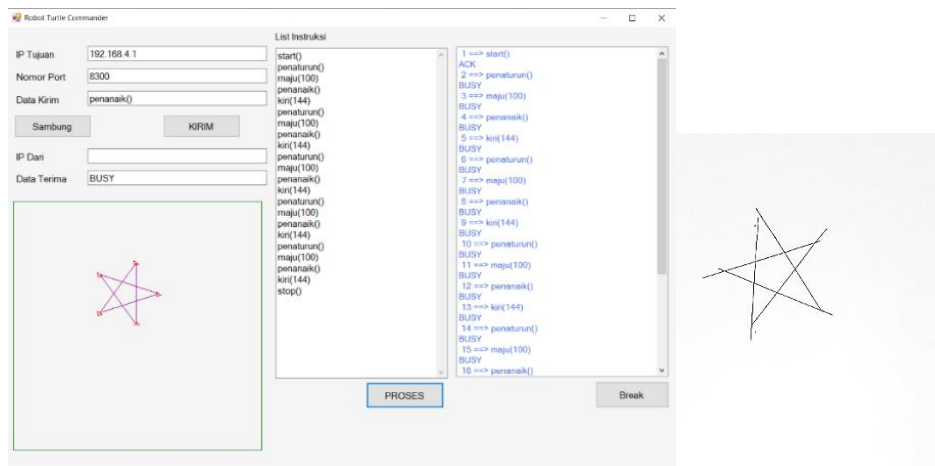 Robot Turtle Commander
IP Tujuan 192.168.4.1
Nomor Port 8300
Data Kirim penanaik()
Sambung KIRIM
IP Dari
Data Terima BUSY
List Instruksi
start()
penaturun()
maju(100)
penanaik()
kiri(144)
penaturun()
maju(100)
penanaik()
kiri(144)
penaturun()
maju(100)
penanaik()
kiri(144)
penaturun()
maju(100)
penanaik()
kiri(144)
penaturun()
maju(100)
penanaik()
kiri(144)
stop()
1 ==> start()
ACK
2 ==> penaturun()
BUSY
3 ==> maju(100)
BUSY
4 ==> penanaik()
BUSY
5 ==> kiri(144)
BUSY
6 ==> penaturun()
BUSY
7 ==> maju(100)
BUSY
8 ==> penanaik()
BUSY
9 ==> kiri(144)
BUSY
10 ==> penaturun()
BUSY
11 ==> maju(100)
BUSY
12 ==> penanaik()
BUSY
13 ==> kiri(144)
BUSY
14 ==> penaturun()
BUSY
15 ==> maju(100)
BUSY
16 ==> penanaik()
PROSES
Break